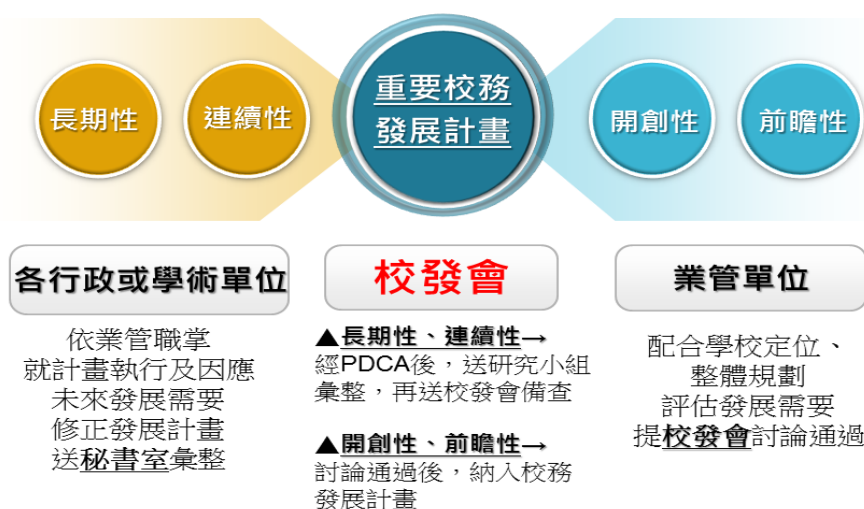 長期性
連續性
重要校務
發展計畫
開創性
前瞻性
各行政或學術單位
依業管職掌
就計畫執行及因應
未來發展需要
修正發展計畫
送秘書室彙整
校發會
▲長期性、連續性→
經PDCA後，送研究小組
彙整，再送校發會備查
▲開創性、前瞻性→
討論通過後，納入校務
發展計畫
業管單位
配合學校定位、
整體規劃
評估發展需要
提校發會討論通過